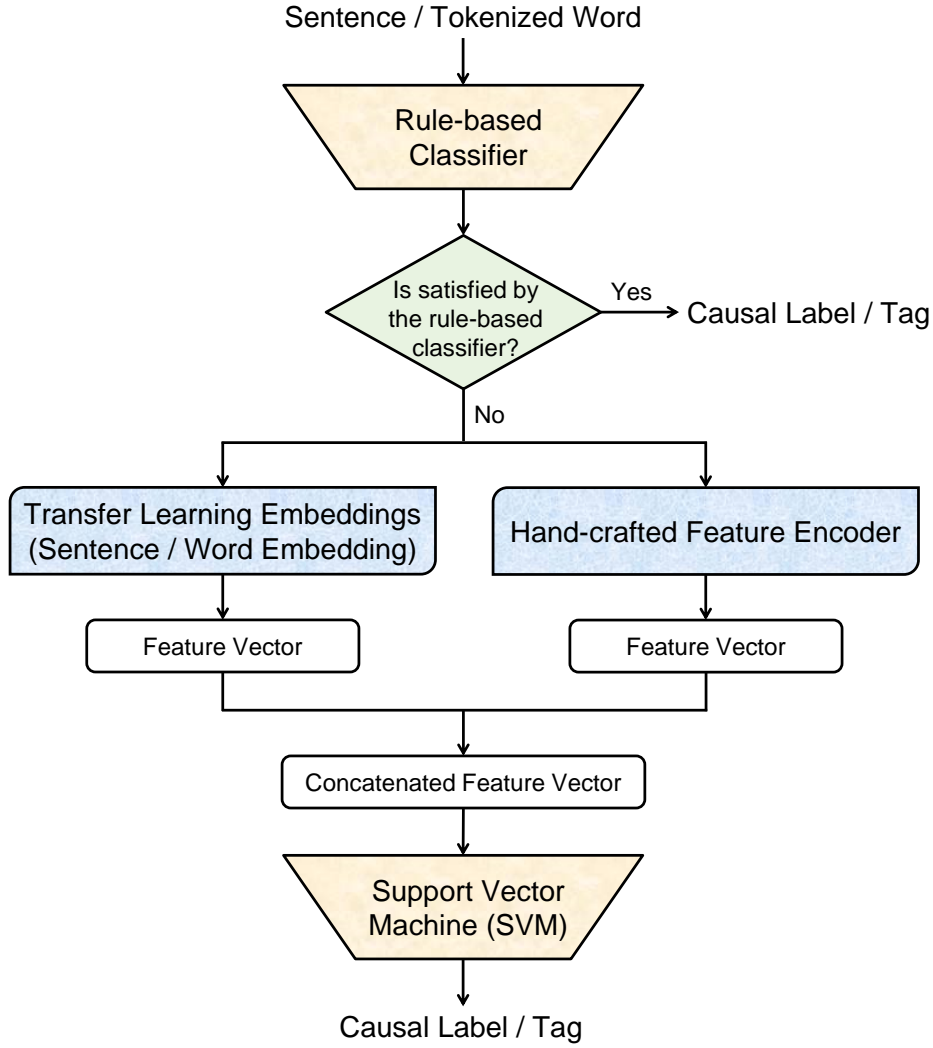 Sentence / Tokenized Word
Rule-based
Classifier
Is satisfied by
the rule-based
classifier?
Yes
Causal Label / Tag
No
Transfer Learning Embeddings
(Sentence / Word Embedding)
Hand-crafted Feature Encoder
Feature Vector
Feature Vector
Concatenated Feature Vector
Support Vector
Machine (SVM)
Causal Label / Tag